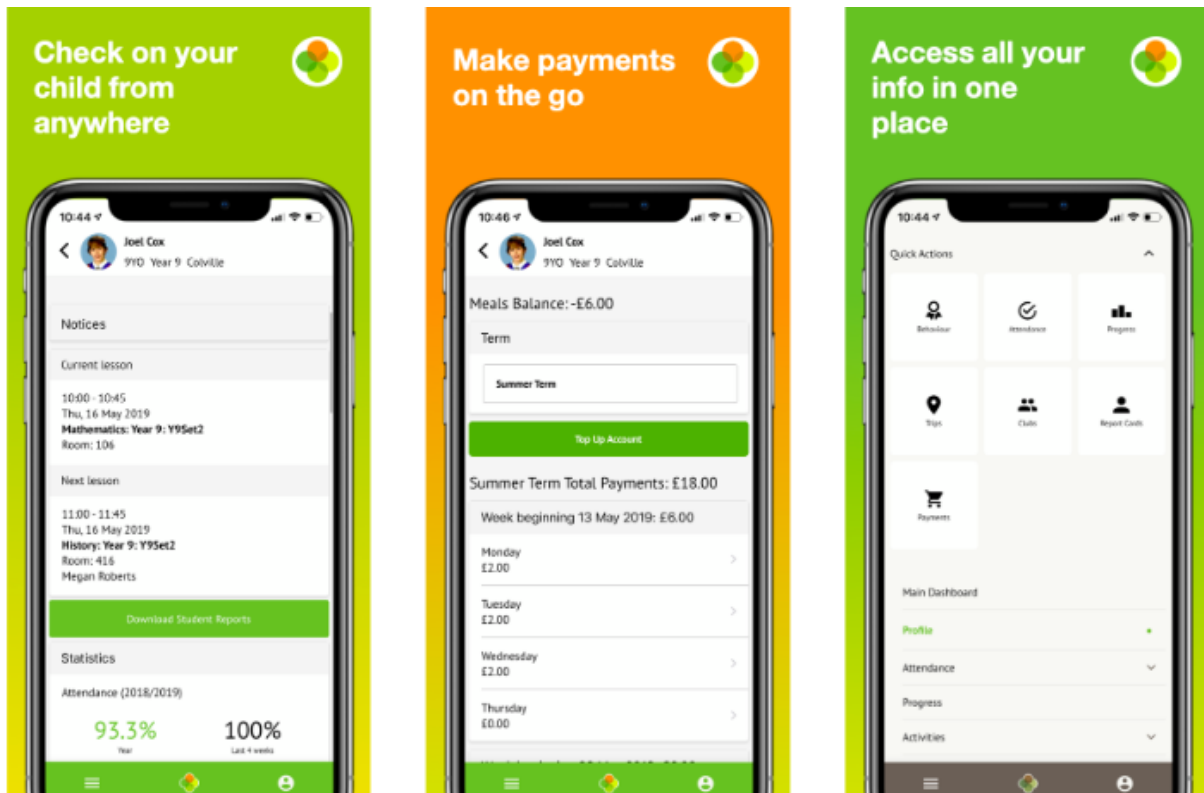 Check on your
child from
anywhere
10:44
Joel Cox
9YO Year 9 Colville
Notices
Current lesson
10:00 - 10:45
Thu, 16 May 2019
Mathematics: Year 9: Y9Set2
Room: 106
Next lesson
11:00 - 11:45
Thu, 16 May 2019
History: Year 9: Y9Set2
Room: 416
Megan Roberts
Download Student Reports
Statistics
Attendance (2018/2019)
93.3% 100%
Year Last 4 weeks
Make payments
on the go
10:46
Joel Cox
9YO Year 9 Colville
Meals Balance: -£6.00
Term
Summer Term
Top Up Account
Summer Term Total Payments: £18.00
Week beginning 13 May 2019: £6.00
Monday
£2.00
Tuesday
£2.00
Wednesday
£2.00
Thursday
£0.00
Access all your
info in one
place
10:44
Quick Actions
Behaviour Attendance Progress
Trips Clubs Report Cards
Payments
Main Dashboard
Profile
Attendance
Progress
Activities